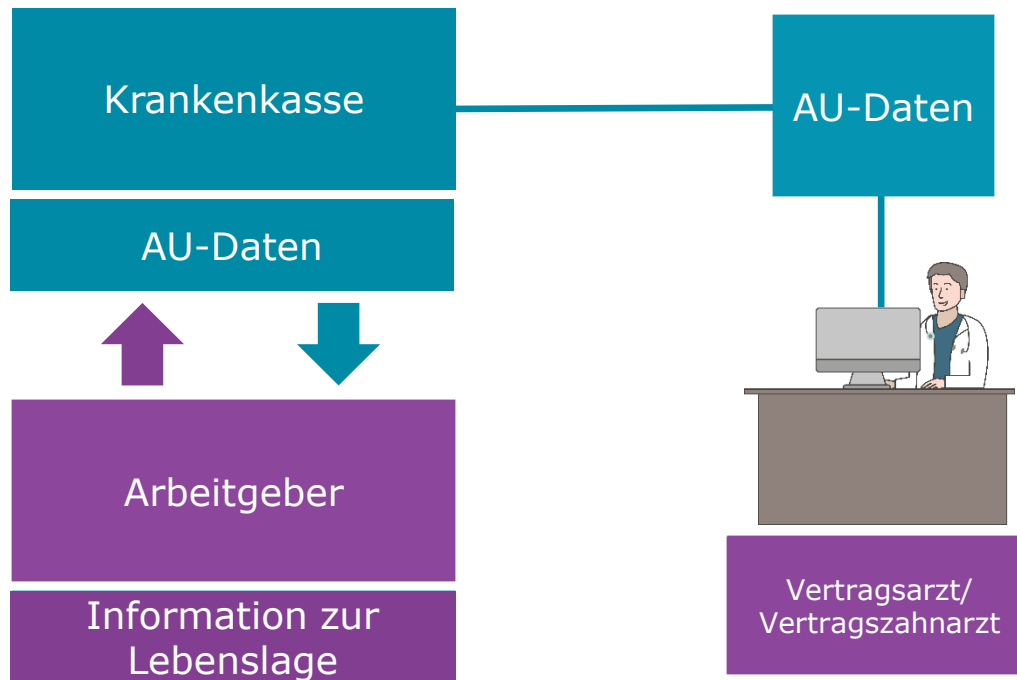 Krankenkasse
AU-Daten
AU-Daten
Arbeitgeber
Information zur
Lebenslage
Vertragsarzt/
Vertragszahnarzt